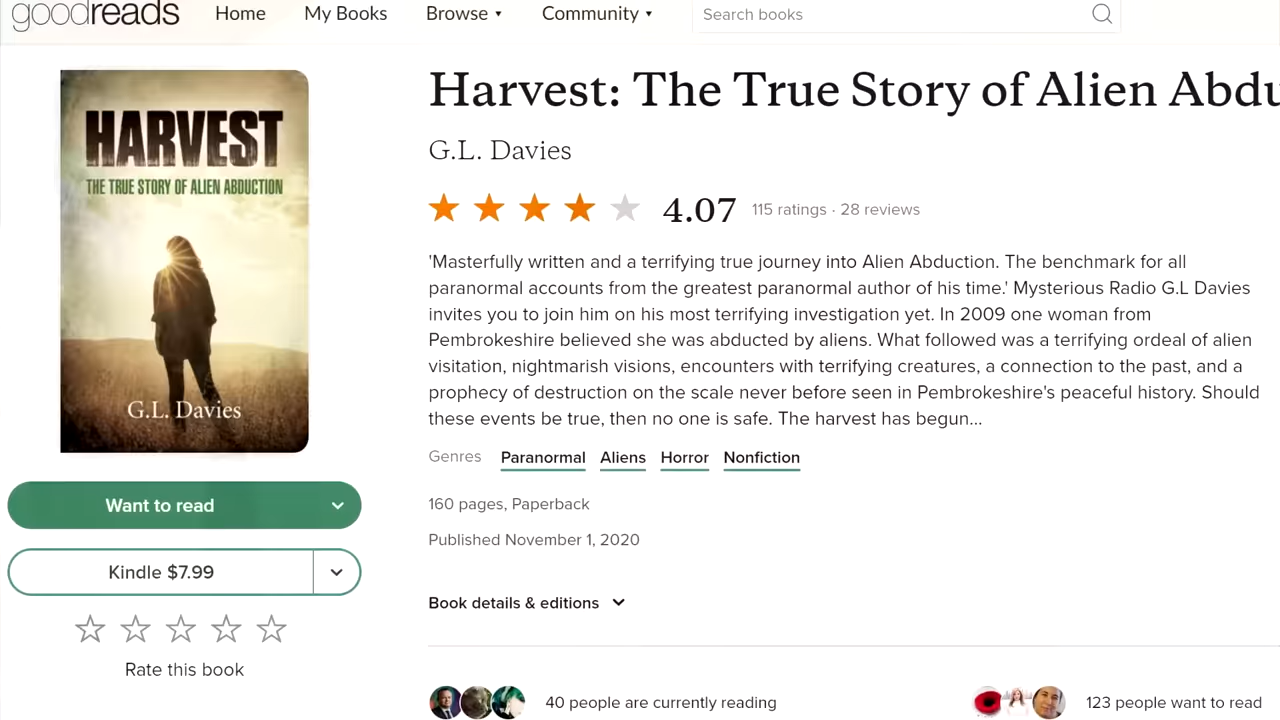 goodreads Home My Books Browse ▾ Community ▾ Search books
HARVEST
THE TRUE STORY OF ALIEN ABDUCTION
G.L. Davies
Want to read
Kindle $7.99
Rate this book
Harvest: The True Story of Alien Abdu
G.L. Davies
4.07 115 ratings · 28 reviews
'Masterfully written and a terrifying true journey into Alien Abduction. The benchmark for all
paranormal accounts from the greatest paranormal author of his time.' Mysterious Radio G.L Davies
invites you to join him on his most terrifying investigation yet. In 2009 one woman from
Pembrokeshire believed she was abducted by aliens. What followed was a terrifying ordeal of alien
visitation, nightmarish visions, encounters with terrifying creatures, a connection to the past, and a
prophecy of destruction on the scale never before seen in Pembrokeshire's peaceful history. Should
these events be true, then no one is safe. The harvest has begun...
Genres Paranormal Aliens Horror Nonfiction
160 pages, Paperback
Published November 1, 2020
Book details & editions
40 people are currently reading 123 people want to read